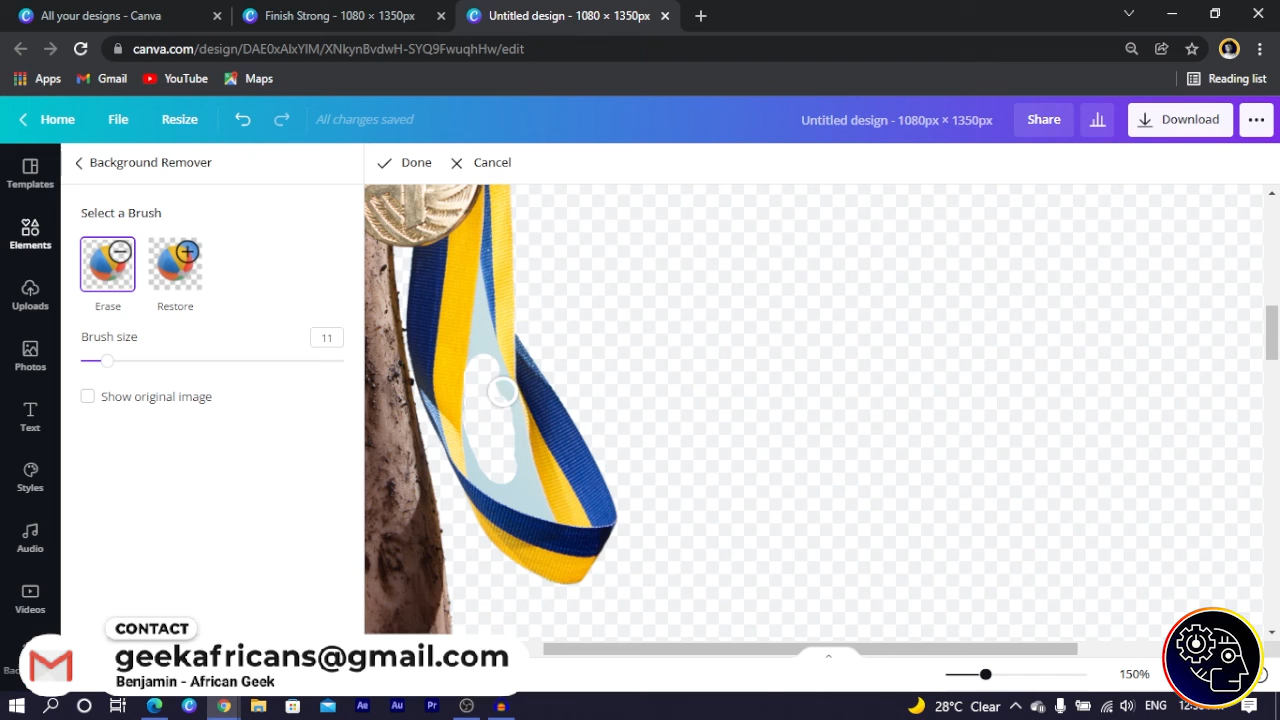 All your designs - Canva
Finish Strong - 1080 × 1350px
Untitled design - 1080 × 1350px
canva.com/design/DAE0xAlxYIM/XNkynBvdwH-SYQ9FwuqhHw/edit
Apps Gmail YouTube Maps Reading list
Home File Resize All changes saved Untitled design - 1080px × 1350px Share Download
Templates
Elements
Uploads
Photos
Text
Styles
Audio
Videos
Background Remover
Done Cancel
Select a Brush
Erase Restore
Brush size 11
Show original image
CONTACT
geekafricans@gmail.com
Benjamin - African Geek
150%
Ae Au Pr 28°C Clear ENG